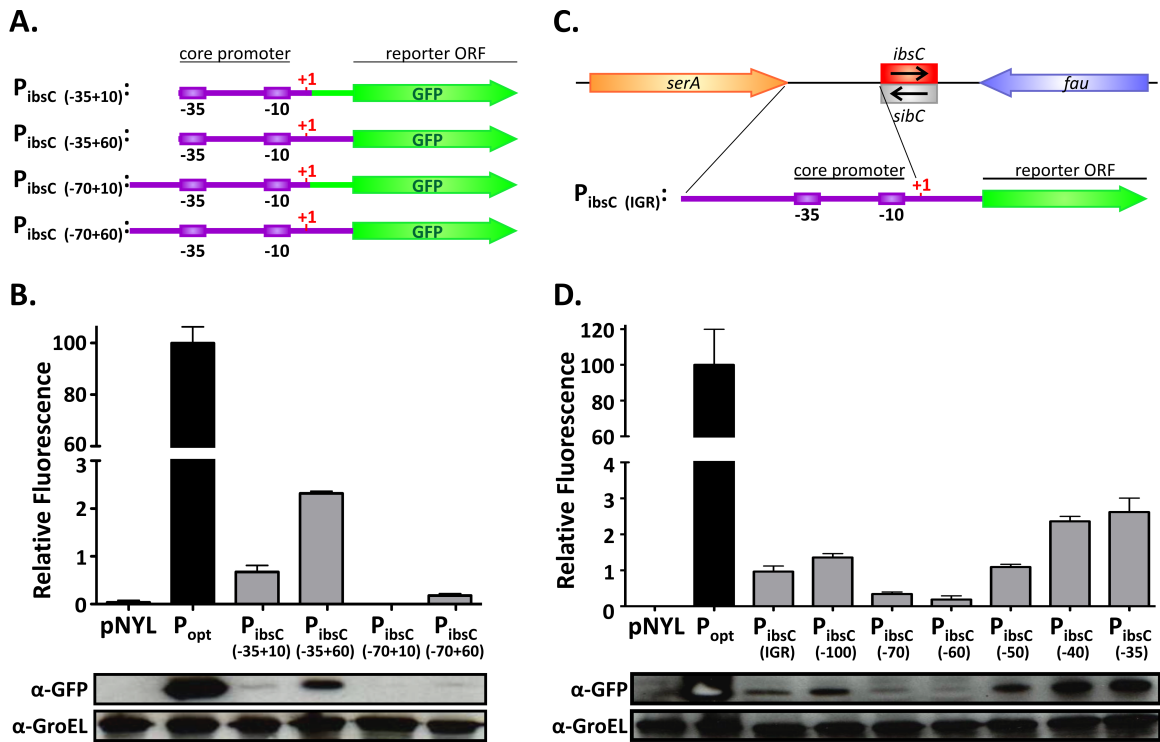 A.
core promoter reporter ORF
PibsC (-35+10): +1 GFP
-35 -10
PibsC (-35+60): +1 GFP
-35 -10
PibsC (-70+10): +1 GFP
-35 -10
PibsC (-70+60): +1 GFP
-35 -10
B.
Relative Fluorescence
100
80
60
3
2
1
0
pNYL Popt PibsC (-35+10) PibsC (-35+60) PibsC (-70+10) PibsC (-70+60)
α-GFP
α-GroEL
C.
ibsC
serA fau
sibC
core promoter reporter ORF
PibsC (IGR): +1
-35 -10
D.
Relative Fluorescence
120
100
80
60
4
3
2
1
0
pNYL Popt PibsC (IGR) PibsC (-100) PibsC (-70) PibsC (-60) PibsC (-50) PibsC (-40) PibsC (-35)
α-GFP
α-GroEL